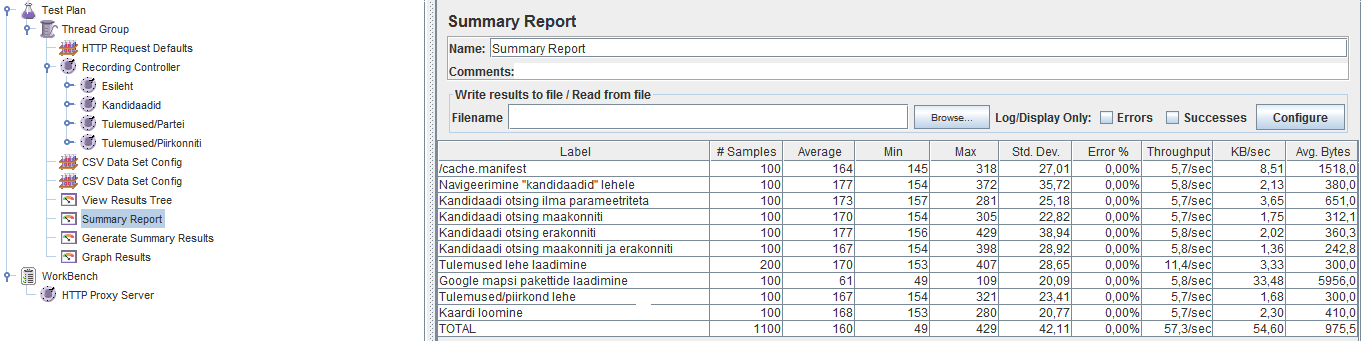 Test Plan
Thread Group
HTTP Request Defaults
Recording Controller
Esileht
Kandidaadid
Tulemused/Partei
Tulemused/Piirkonniti
CSV Data Set Config
CSV Data Set Config
View Results Tree
Summary Report
Generate Summary Results
Graph Results
WorkBench
HTTP Proxy Server
Summary Report
Name: Summary Report
Comments:
Write results to file / Read from file
Filename Browse... Log/Display Only: Errors Successes Configure
Label # Samples Average Min Max Std. Dev. Error % Throughput KB/sec Avg. Bytes
/cache.manifest 100 164 145 318 27,01 0,00% 5,7/sec 8,51 1518,0
Navigeerimine "kandidaadid" lehele 100 177 154 372 35,72 0,00% 5,8/sec 2,13 380,0
Kandidaadi otsing ilma parameetriteta 100 173 157 281 25,18 0,00% 5,7/sec 3,65 651,0
Kandidaadi otsing maakonniti 100 170 154 305 22,82 0,00% 5,7/sec 1,75 312,1
Kandidaadi otsing erakonniti 100 177 156 429 38,94 0,00% 5,8/sec 2,02 360,3
Kandidaadi otsing maakonniti ja erakonniti 100 167 154 398 28,92 0,00% 5,8/sec 1,36 242,8
Tulemused lehe laadimine 200 170 153 407 28,65 0,00% 11,4/sec 3,33 300,0
Google mapsi pakettide laadimine 100 61 49 109 20,09 0,00% 5,8/sec 33,48 5956,0
Tulemused/piirkond lehe 100 167 154 321 23,41 0,00% 5,7/sec 1,68 300,0
Kaardi loomine 100 168 153 280 20,77 0,00% 5,7/sec 2,30 410,0
TOTAL 1100 160 49 429 42,11 0,00% 57,3/sec 54,60 975,5